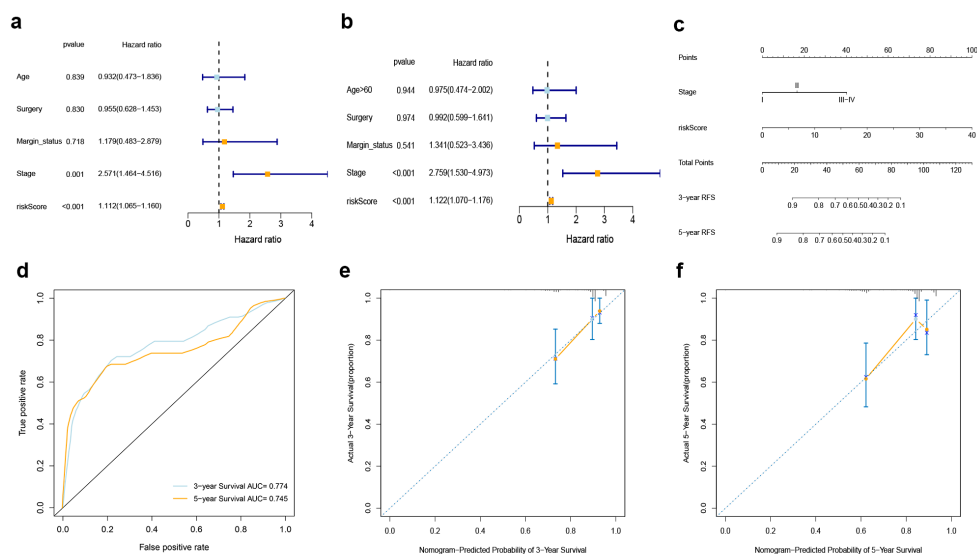 a
pvalue Hazard ratio
Age 0.839 0.932(0.473−1.836)
Surgery 0.830 0.955(0.628−1.453)
Margin_status 0.718 1.179(0.483−2.879)
Stage 0.001 2.571(1.464−4.516)
riskScore <0.001 1.112(1.065−1.160)
0 1 2 3 4
Hazard ratio
b
pvalue Hazard ratio
Age>60 0.944 0.975(0.474−2.002)
Surgery 0.974 0.992(0.599−1.641)
Margin_status 0.541 1.341(0.523−3.436)
Stage <0.001 2.759(1.530−4.973)
riskScore <0.001 1.122(1.070−1.176)
0 1 2 3 4
Hazard ratio
c
Points 0 20 40 60 80 100
Stage
II
I III−IV
riskScore 0 10 20 30 40
Total Points 0 20 40 60 80 100 120
3−year RFS
0.9 0.8 0.7 0.6 0.5 0.4 0.3 0.2 0.1
5−year RFS
0.9 0.8 0.7 0.6 0.5 0.4 0.3 0.2 0.1
d
True positive rate
1.0
0.8
0.6
0.4
0.2
0.0
3−year Survival AUC= 0.774
5−year Survival AUC= 0.745
0.0 0.2 0.4 0.6 0.8 1.0
False positive rate
e
Actual 3−Year Survival(proportion)
1.0
0.8
0.6
0.4
0.2
0.0
0.0 0.2 0.4 0.6 0.8 1.0
Nomogram−Predicted Probability of 3−Year Survival
f
Actual 5−Year Survival(proportion)
1.0
0.8
0.6
0.4
0.2
0.0
0.0 0.2 0.4 0.6 0.8 1.0
Nomogram−Predicted Probability of 5−Year Survival